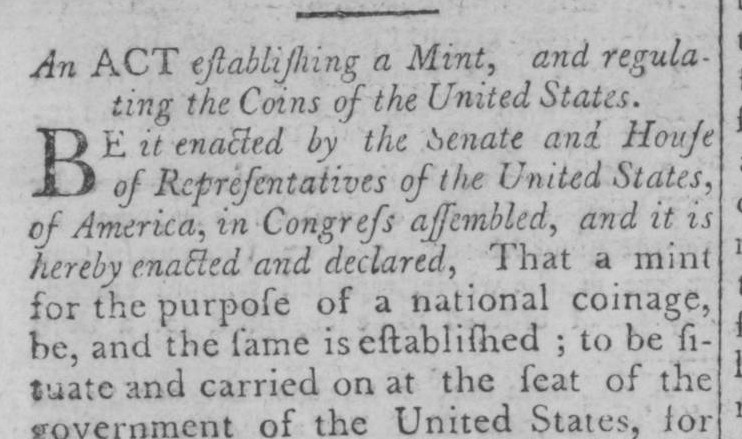 An ACT eſtabliſhing a Mint, and regula-
ting the Coins of the United States.
BE it enacted by the Senate and Houſe
of Repreſentatives of the United States,
of America, in Congreſs aſſembled, and it is
hereby enacted and declared, That a mint
for the purpoſe of a national coinage,
be, and the ſame is eſtabliſhed ; to be ſi-
tuate and carried on at the ſeat of the
government of the United States, for